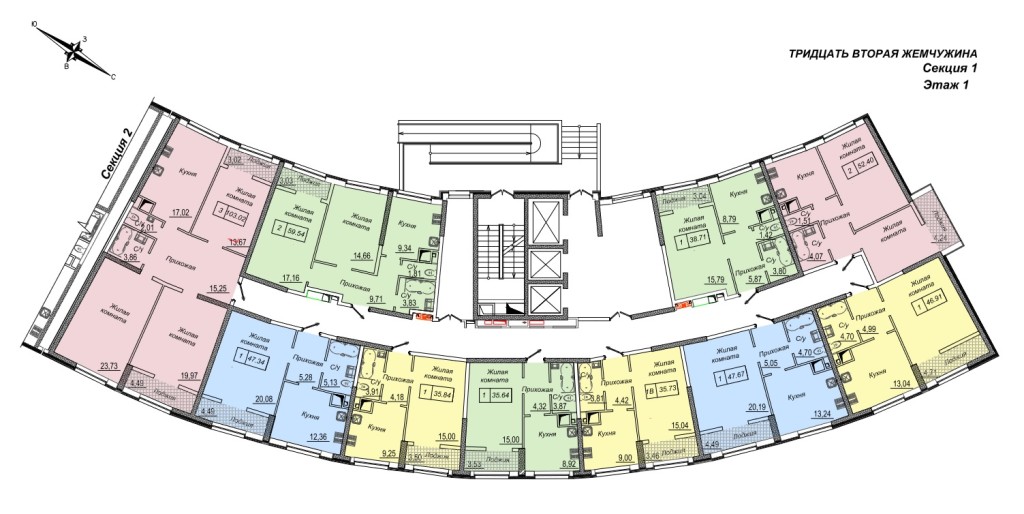 Ю
З
В
С
ТРИДЦАТЬ ВТОРАЯ ЖЕМЧУЖИНА
Секция 1
Этаж 1
Секция 2
Кухня
17,02
3,02
Лоджия
Жилая
комната
3 103.03
13,67
1,01
С/у
3,86
С/у
Прихожая
15,25
Жилая
комната
23,73
Жилая
комната
19,97
4,49
3,03
Лоджия
Жилая
комната
2 59.54
17,16
Жилая
комната
14,66
Кухня
9,34
С/у
1,81
С/у
3,83
Прихожая
9,71
Лоджия
3,04
Жилая
комната
1 38.71
15,79
Кухня
8,79
1,42
С/у
3,80
Прихожая
5,87
Кухня
Жилая
комната
2 52.40
1,51
С/у
4,07
Прихожая
Жилая
комната
4,24
Жилая
комната
1 47.34
20,08
4,49
Лоджия
Прихожая
5,28
С/у
5,13
Кухня
12,36
С/у
3,91
Прихожая
4,18
Кухня
9,25
Жилая
комната
1 35.84
15,00
3,50
Лоджия
Жилая
комната
1 35.64
15,00
3,53
Лоджия
Прихожая
4,32
С/у
3,87
Кухня
8,92
С/у
3,81
Прихожая
4,42
Кухня
9,00
Жилая
комната
1В 35.73
15,04
3,46
Лоджия
Жилая
комната
1 47.67
20,19
4,49
Лоджия
Прихожая
5,05
С/у
4,70
Кухня
13,24
С/у
4,70
Прихожая
4,99
Кухня
13,04
Жилая
комната
1 46.91
4,71
Лоджия